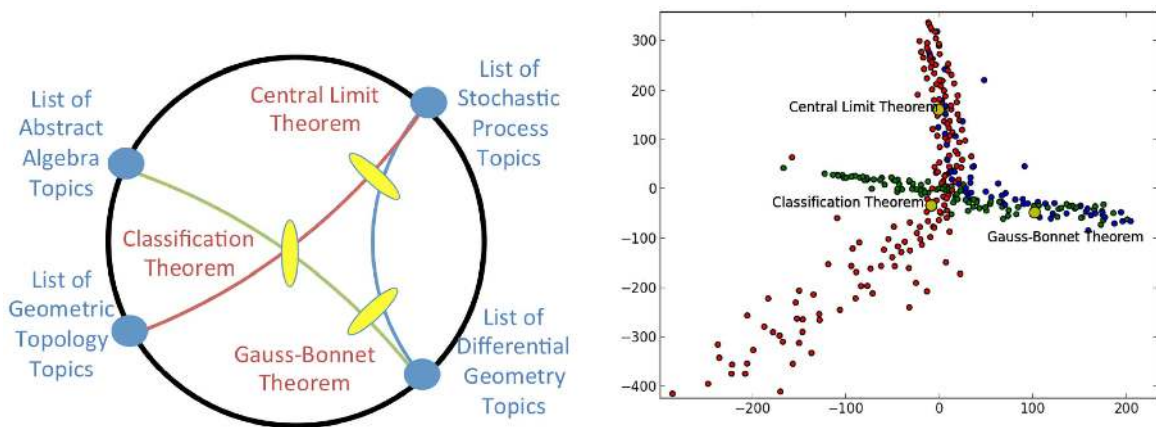 List of
Abstract
Algebra
Topics
List of
Geometric
Topology
Topics
Central Limit
Theorem
Classification
Theorem
Gauss-Bonnet
Theorem
List of
Stochastic
Process
Topics
List of
Differential
Geometry
Topics
300
200
100
0
−100
−200
−300
−400
Central Limit Theorem
Classification Theorem
Gauss-Bonnet Theorem
−200
−100
0
100
200